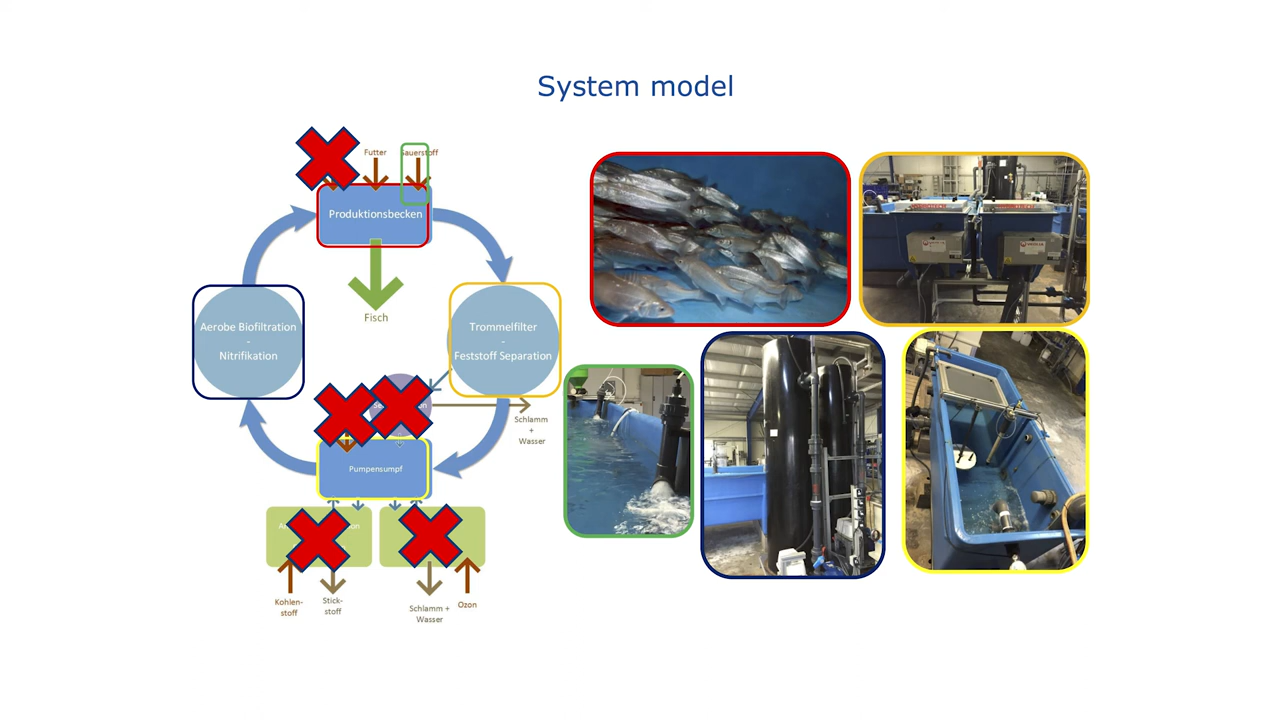 System model
Futter
Sauerstoff
Produktionsbecken
Fisch
Aerobe Biofiltration
-
Nitrifikation
Trommelfilter
-
Feststoff Separation
Schlamm
+
Wasser
Pumpensumpf
Kohlen-
stoff
Stick-
stoff
Schlamm +
Wasser
Ozon